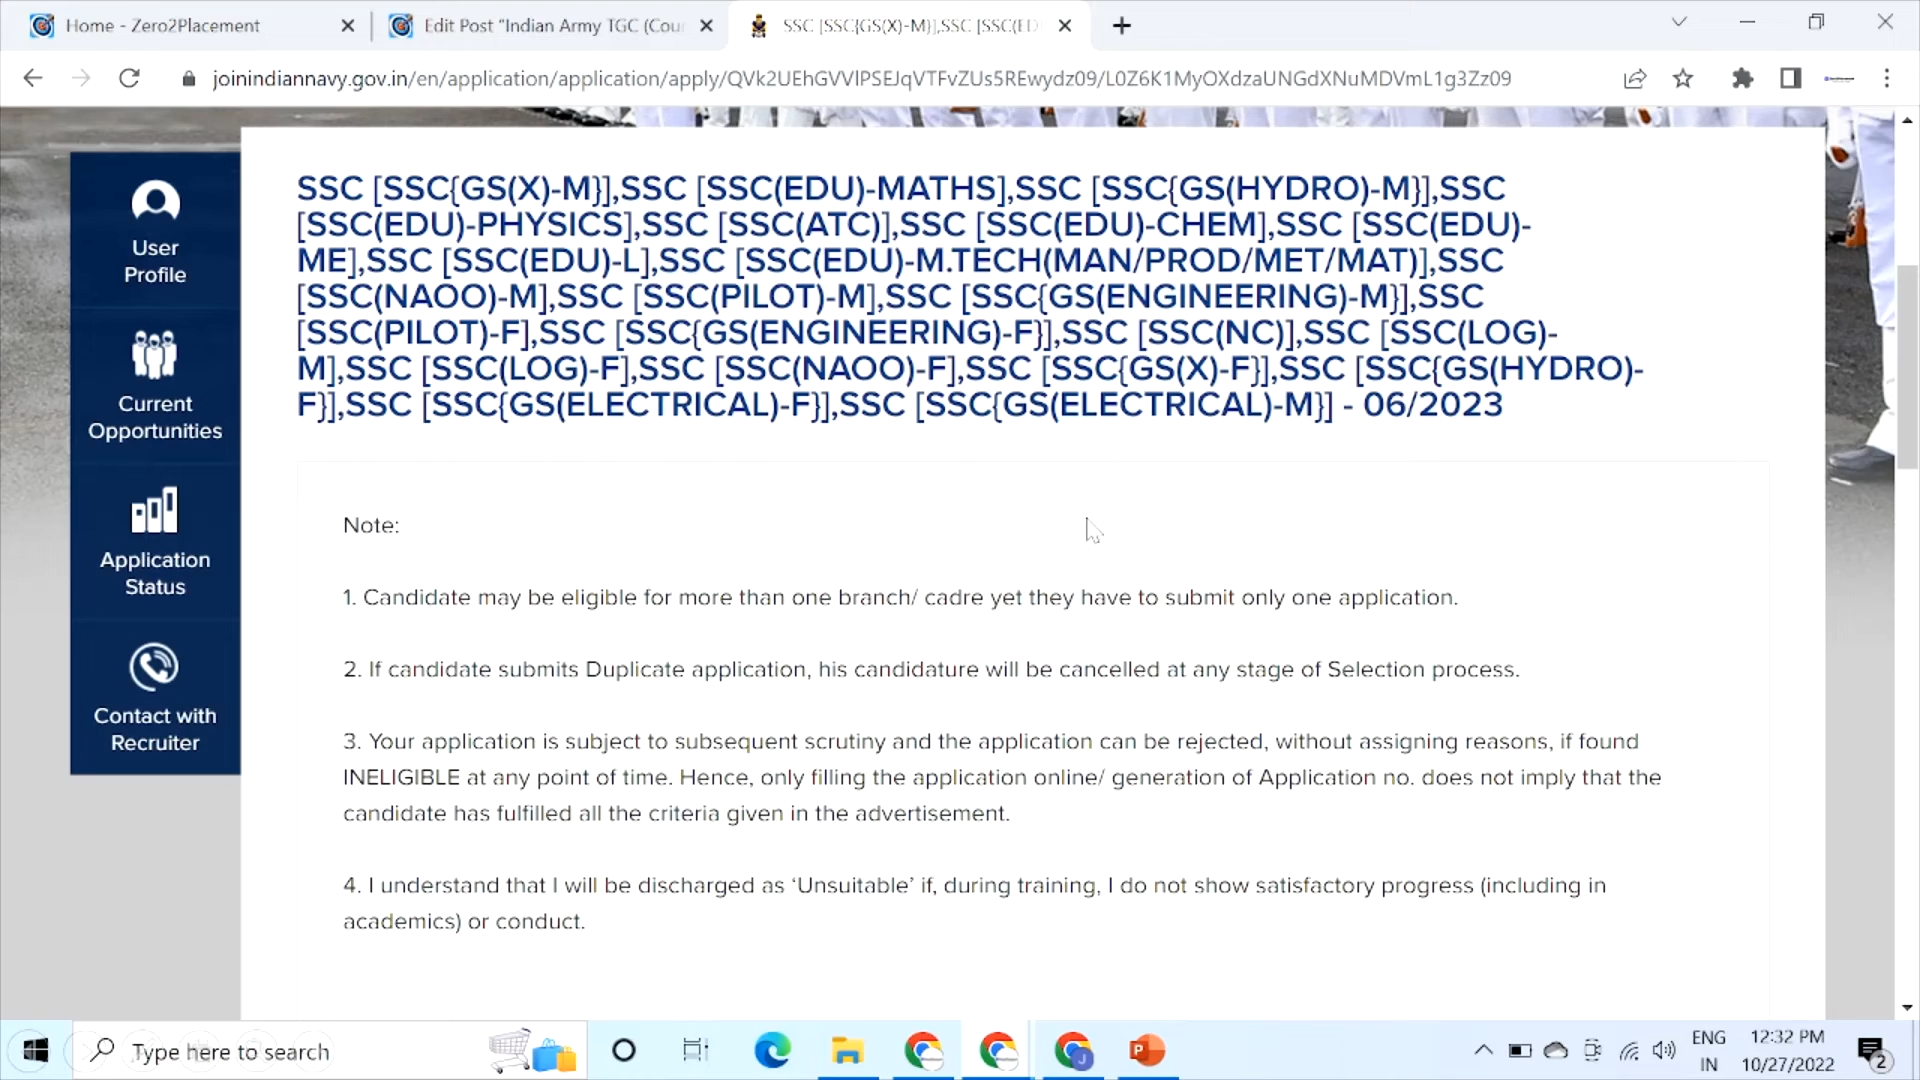 Home - Zero2Placement
Edit Post "Indian Army TGC (Cour
SSC [SSC{GS(X)-M}],SSC [SSC(ED
joinindiannavy.gov.in/en/application/application/apply/QVk2UEhGVVlPSEJqVTFvZUs5REwydz09/L0Z6K1MyOXdzaUNGdXNuMDVmL1g3Zz09
User
Profile
Current
Opportunities
Application
Status
Contact with
Recruiter
SSC [SSC{GS(X)-M}],SSC [SSC(EDU)-MATHS],SSC [SSC{GS(HYDRO)-M}],SSC
[SSC(EDU)-PHYSICS],SSC [SSC(ATC)],SSC [SSC(EDU)-CHEM],SSC [SSC(EDU)-
ME],SSC [SSC(EDU)-L],SSC [SSC(EDU)-M.TECH(MAN/PROD/MET/MAT)],SSC
[SSC(NAOO)-M],SSC [SSC(PILOT)-M],SSC [SSC{GS(ENGINEERING)-M}],SSC
[SSC(PILOT)-F],SSC [SSC{GS(ENGINEERING)-F}],SSC [SSC(NC)],SSC [SSC(LOG)-
M],SSC [SSC(LOG)-F],SSC [SSC(NAOO)-F],SSC [SSC{GS(X)-F}],SSC [SSC{GS(HYDRO)-
F}],SSC [SSC{GS(ELECTRICAL)-F}],SSC [SSC{GS(ELECTRICAL)-M}] - 06/2023
Note:
1. Candidate may be eligible for more than one branch/ cadre yet they have to submit only one application.
2. If candidate submits Duplicate application, his candidature will be cancelled at any stage of Selection process.
3. Your application is subject to subsequent scrutiny and the application can be rejected, without assigning reasons, if found
INELIGIBLE at any point of time. Hence, only filling the application online/ generation of Application no. does not imply that the
candidate has fulfilled all the criteria given in the advertisement.
4. I understand that I will be discharged as ‘Unsuitable’ if, during training, I do not show satisfactory progress (including in
academics) or conduct.
Type here to search
ENG
IN
12:32 PM
10/27/2022
2